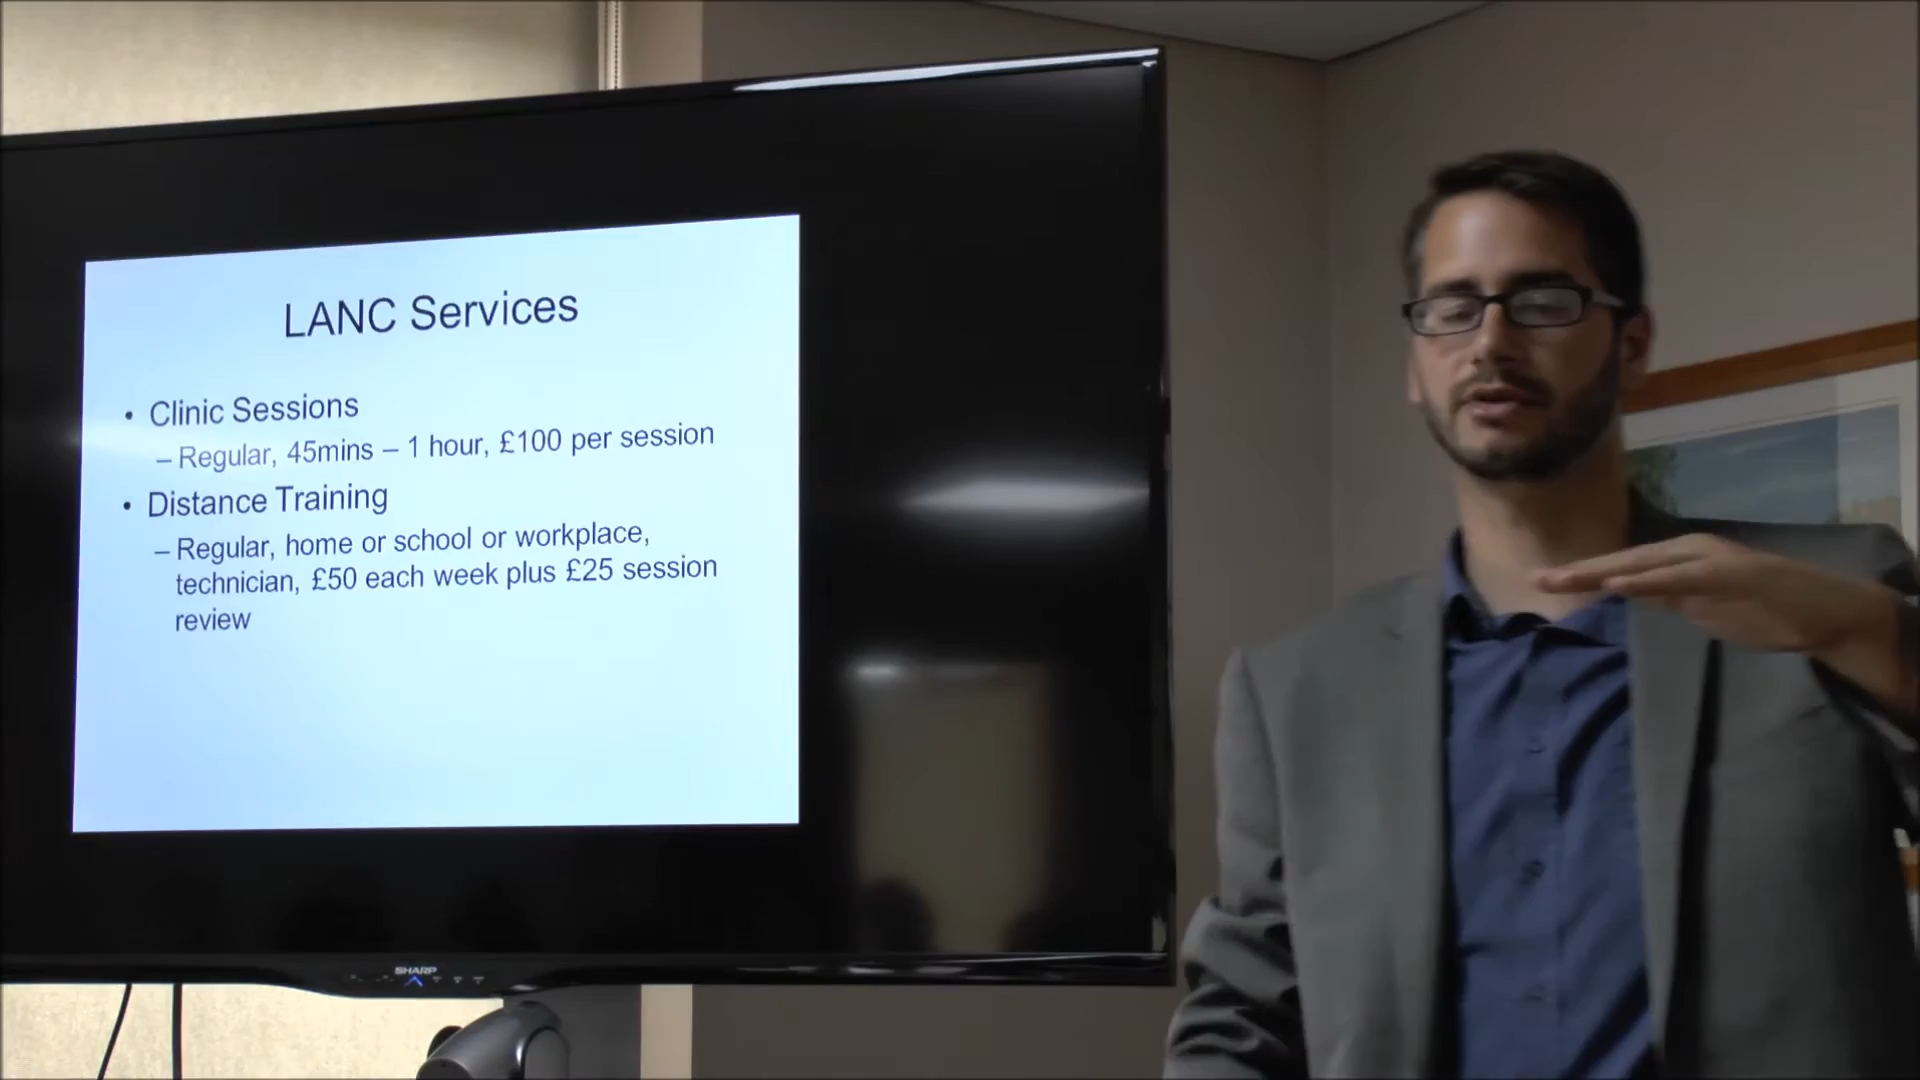 LANC Services
• Clinic Sessions
– Regular, 45mins – 1 hour, £100 per session
• Distance Training
– Regular, home or school or workplace,
technician, £50 each week plus £25 session
review
SHARP